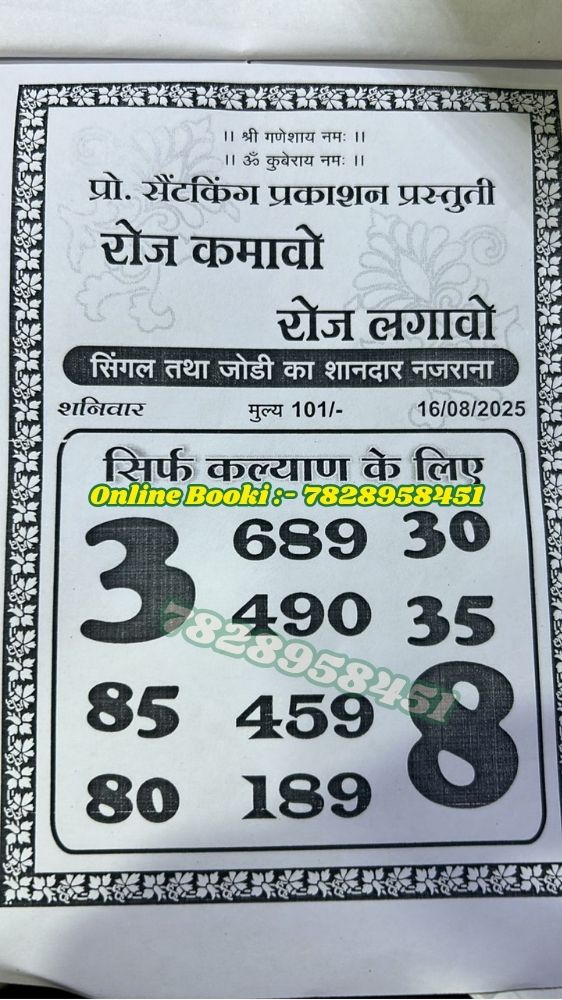 ।। श्री गणेशाय नमः ।।
।। ॐ कुबेराय नमः ।।
प्रो. सैंटकिंग प्रकाशन प्रस्तुती
रोज कमावो
रोज लगावो
सिंगल तथा जोडी का शानदार नजराना
शनिवार मुल्य 101/- 16/08/2025
सिर्फ कल्याण के लिए
Online Booki :- 7828958451
3 689 30
490 35
7828958451
85 459 8
80 189